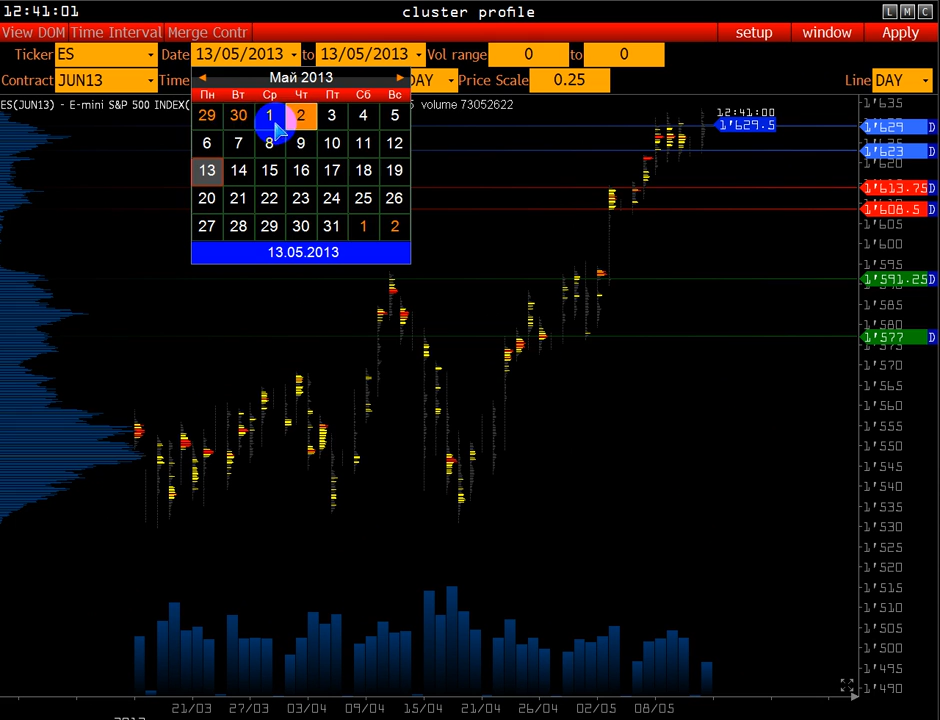 12:41:01 cluster profile L M C
View DOM Time Interval Merge Contr setup window Apply
Ticker ES Date 13/05/2013 to 13/05/2013 Vol range 0 to 0
Contract JUN13 Time DAY Price Scale 0.25 Line DAY
Май 2013
Пн Вт Ср Чт Пт Сб Вс
29 30 1 2 3 4 5
6 7 8 9 10 11 12
13 14 15 16 17 18 19
20 21 22 23 24 25 26
27 28 29 30 31 1 2
13.05.2013
ES(JUN13) - E-mini S&P 500 INDEX( 5 volume 73052622
12:41:00
1'629.5
1'635
1'629 D
1'623 D
1'620
1'613.75 D
1'608.5 D
1'605
1'600
1'595
1'591.25 D
1'585
1'580
1'577 D
1'575
1'570
1'565
1'560
1'555
1'550
1'545
1'540
1'535
1'530
1'525
1'520
1'515
1'510
1'505
1'500
1'495
1'490
21/03 27/03 03/04 09/04 15/04 21/04 26/04 02/05 08/05